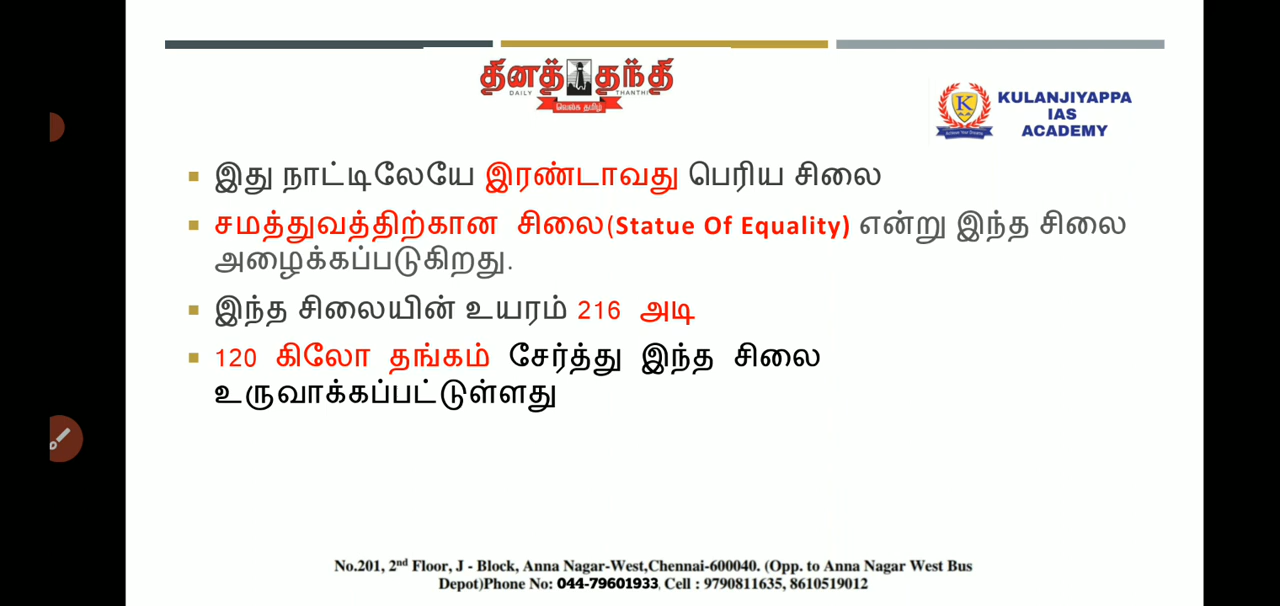 தினத்தந்தி
DAILY THANTHI
வெல்க தமிழ்
K
KULANJIYAPPA
IAS
ACADEMY
இது நாட்டிலேயே இரண்டாவது பெரிய சிலை
சமத்துவத்திற்கான சிலை(Statue Of Equality) என்று இந்த சிலை
அழைக்கப்படுகிறது.
இந்த சிலையின் உயரம் 216 அடி
120 கிலோ தங்கம் சேர்த்து இந்த சிலை
உருவாக்கப்பட்டுள்ளது
No.201, 2nd Floor, J - Block, Anna Nagar-West,Chennai-600040. (Opp. to Anna Nagar West Bus
Depot)Phone No: 044-79601933, Cell : 9790811635, 8610519012